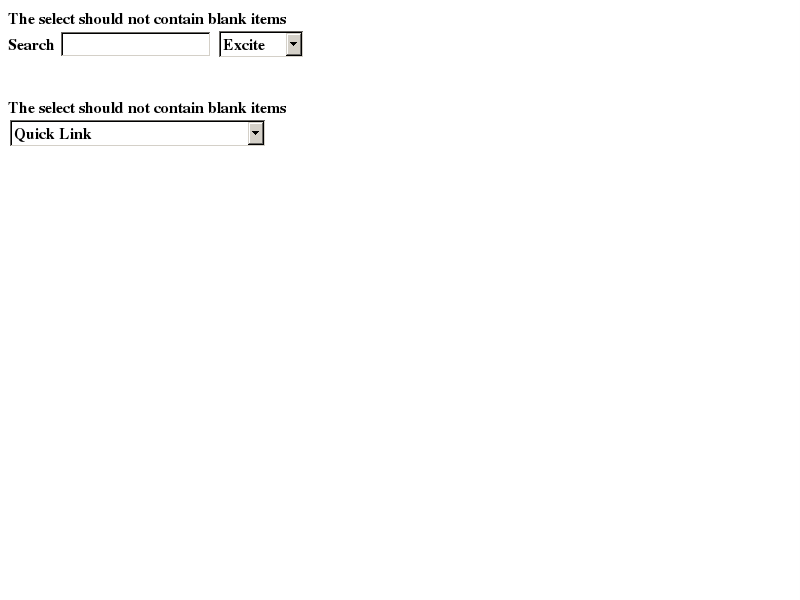 The select should not contain blank items
Search Excite
The select should not contain blank items
Quick Link